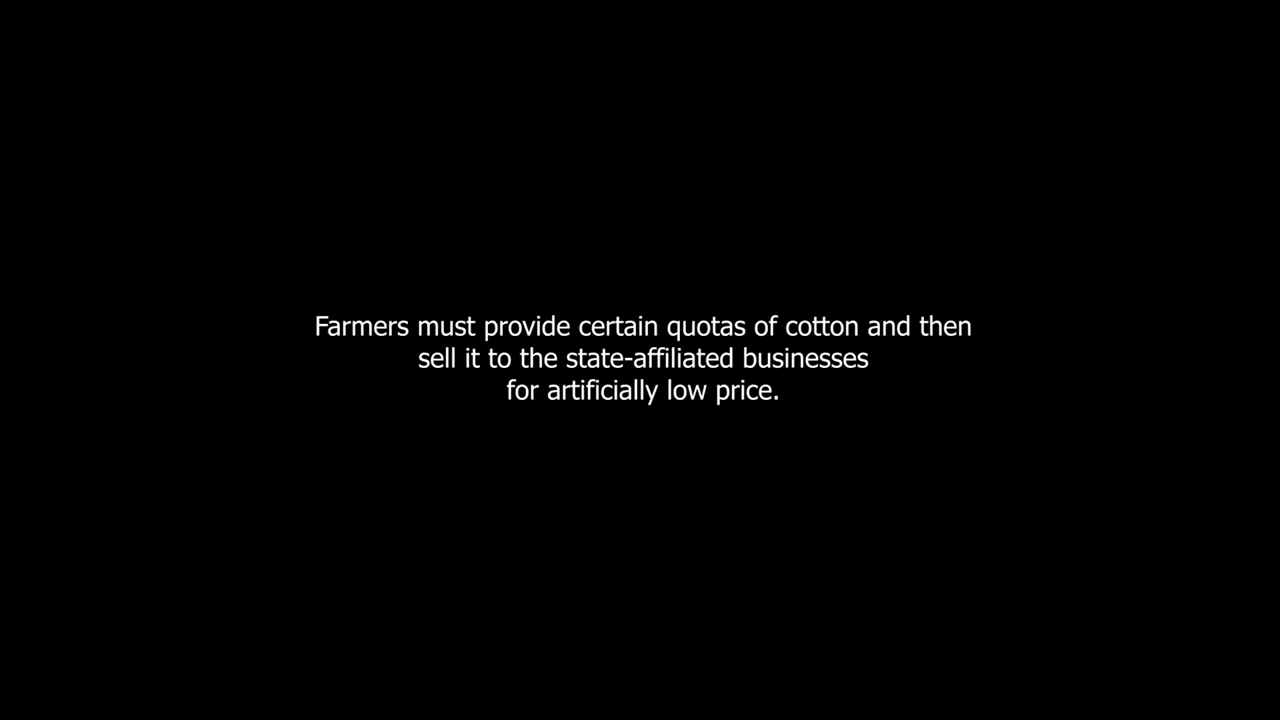 Farmers must provide certain quotas of cotton and then
sell it to the state-affiliated businesses
for artificially low price.